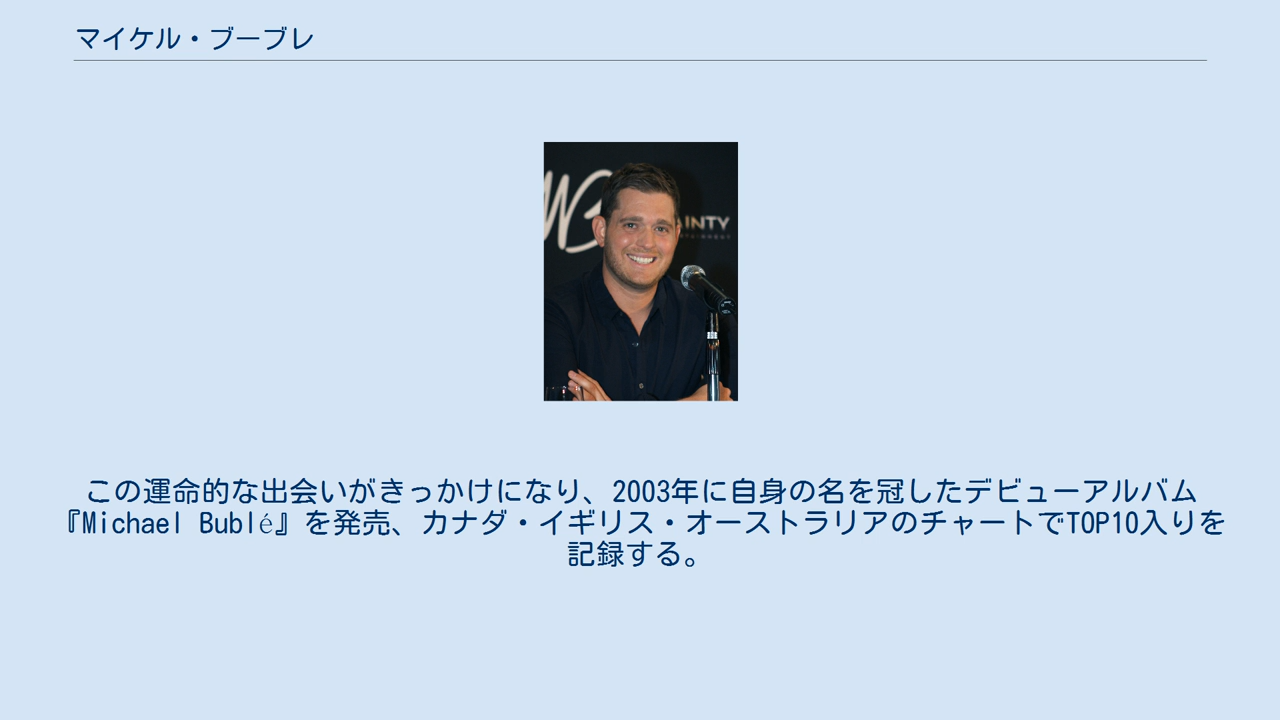 マイケル・ブーブレ
AINTY
この運命的な出会いがきっかけになり、2003年に自身の名を冠したデビューアルバム
『Michael Bublé』を発売、カナダ・イギリス・オーストラリアのチャートでTOP10入りを
記録する。